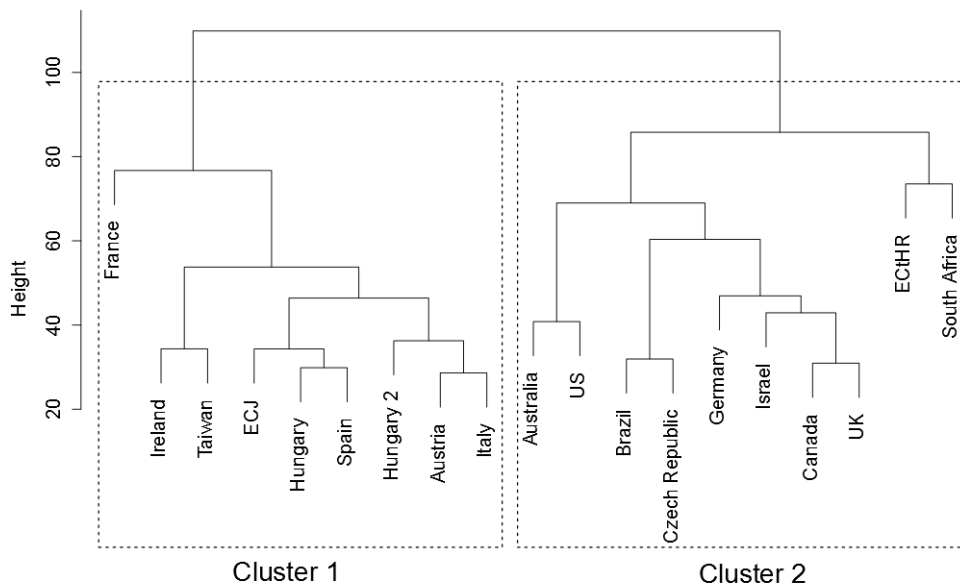 Height
100
80
60
40
20
France
Ireland
Taiwan
ECJ
Hungary
Spain
Hungary 2
Austria
Italy
Australia
US
Brazil
Czech Republic
Germany
Israel
Canada
UK
ECtHR
South Africa
Cluster 1
Cluster 2